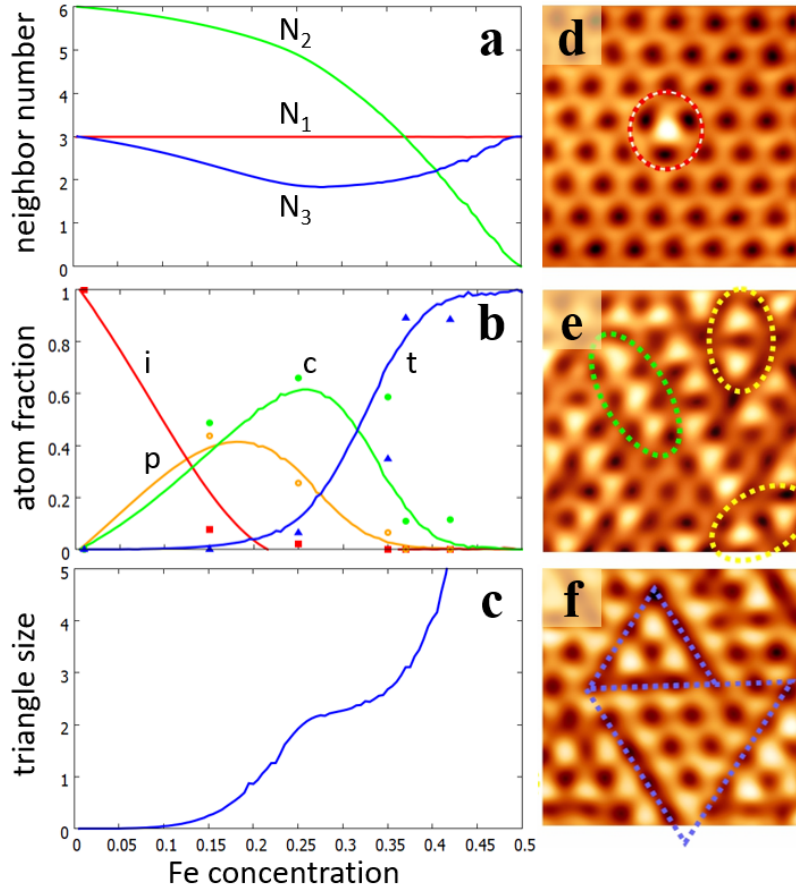 neighbor number
6
5
4
3
2
1
0
N2
N1
N3
a
atom fraction
1
0.8
0.6
0.4
0.2
0
i
p
c
t
b
triangle size
5
4
3
2
1
0
c
0 0.05 0.1 0.15 0.2 0.25 0.3 0.35 0.4 0.45 0.5
Fe concentration
d
e
f